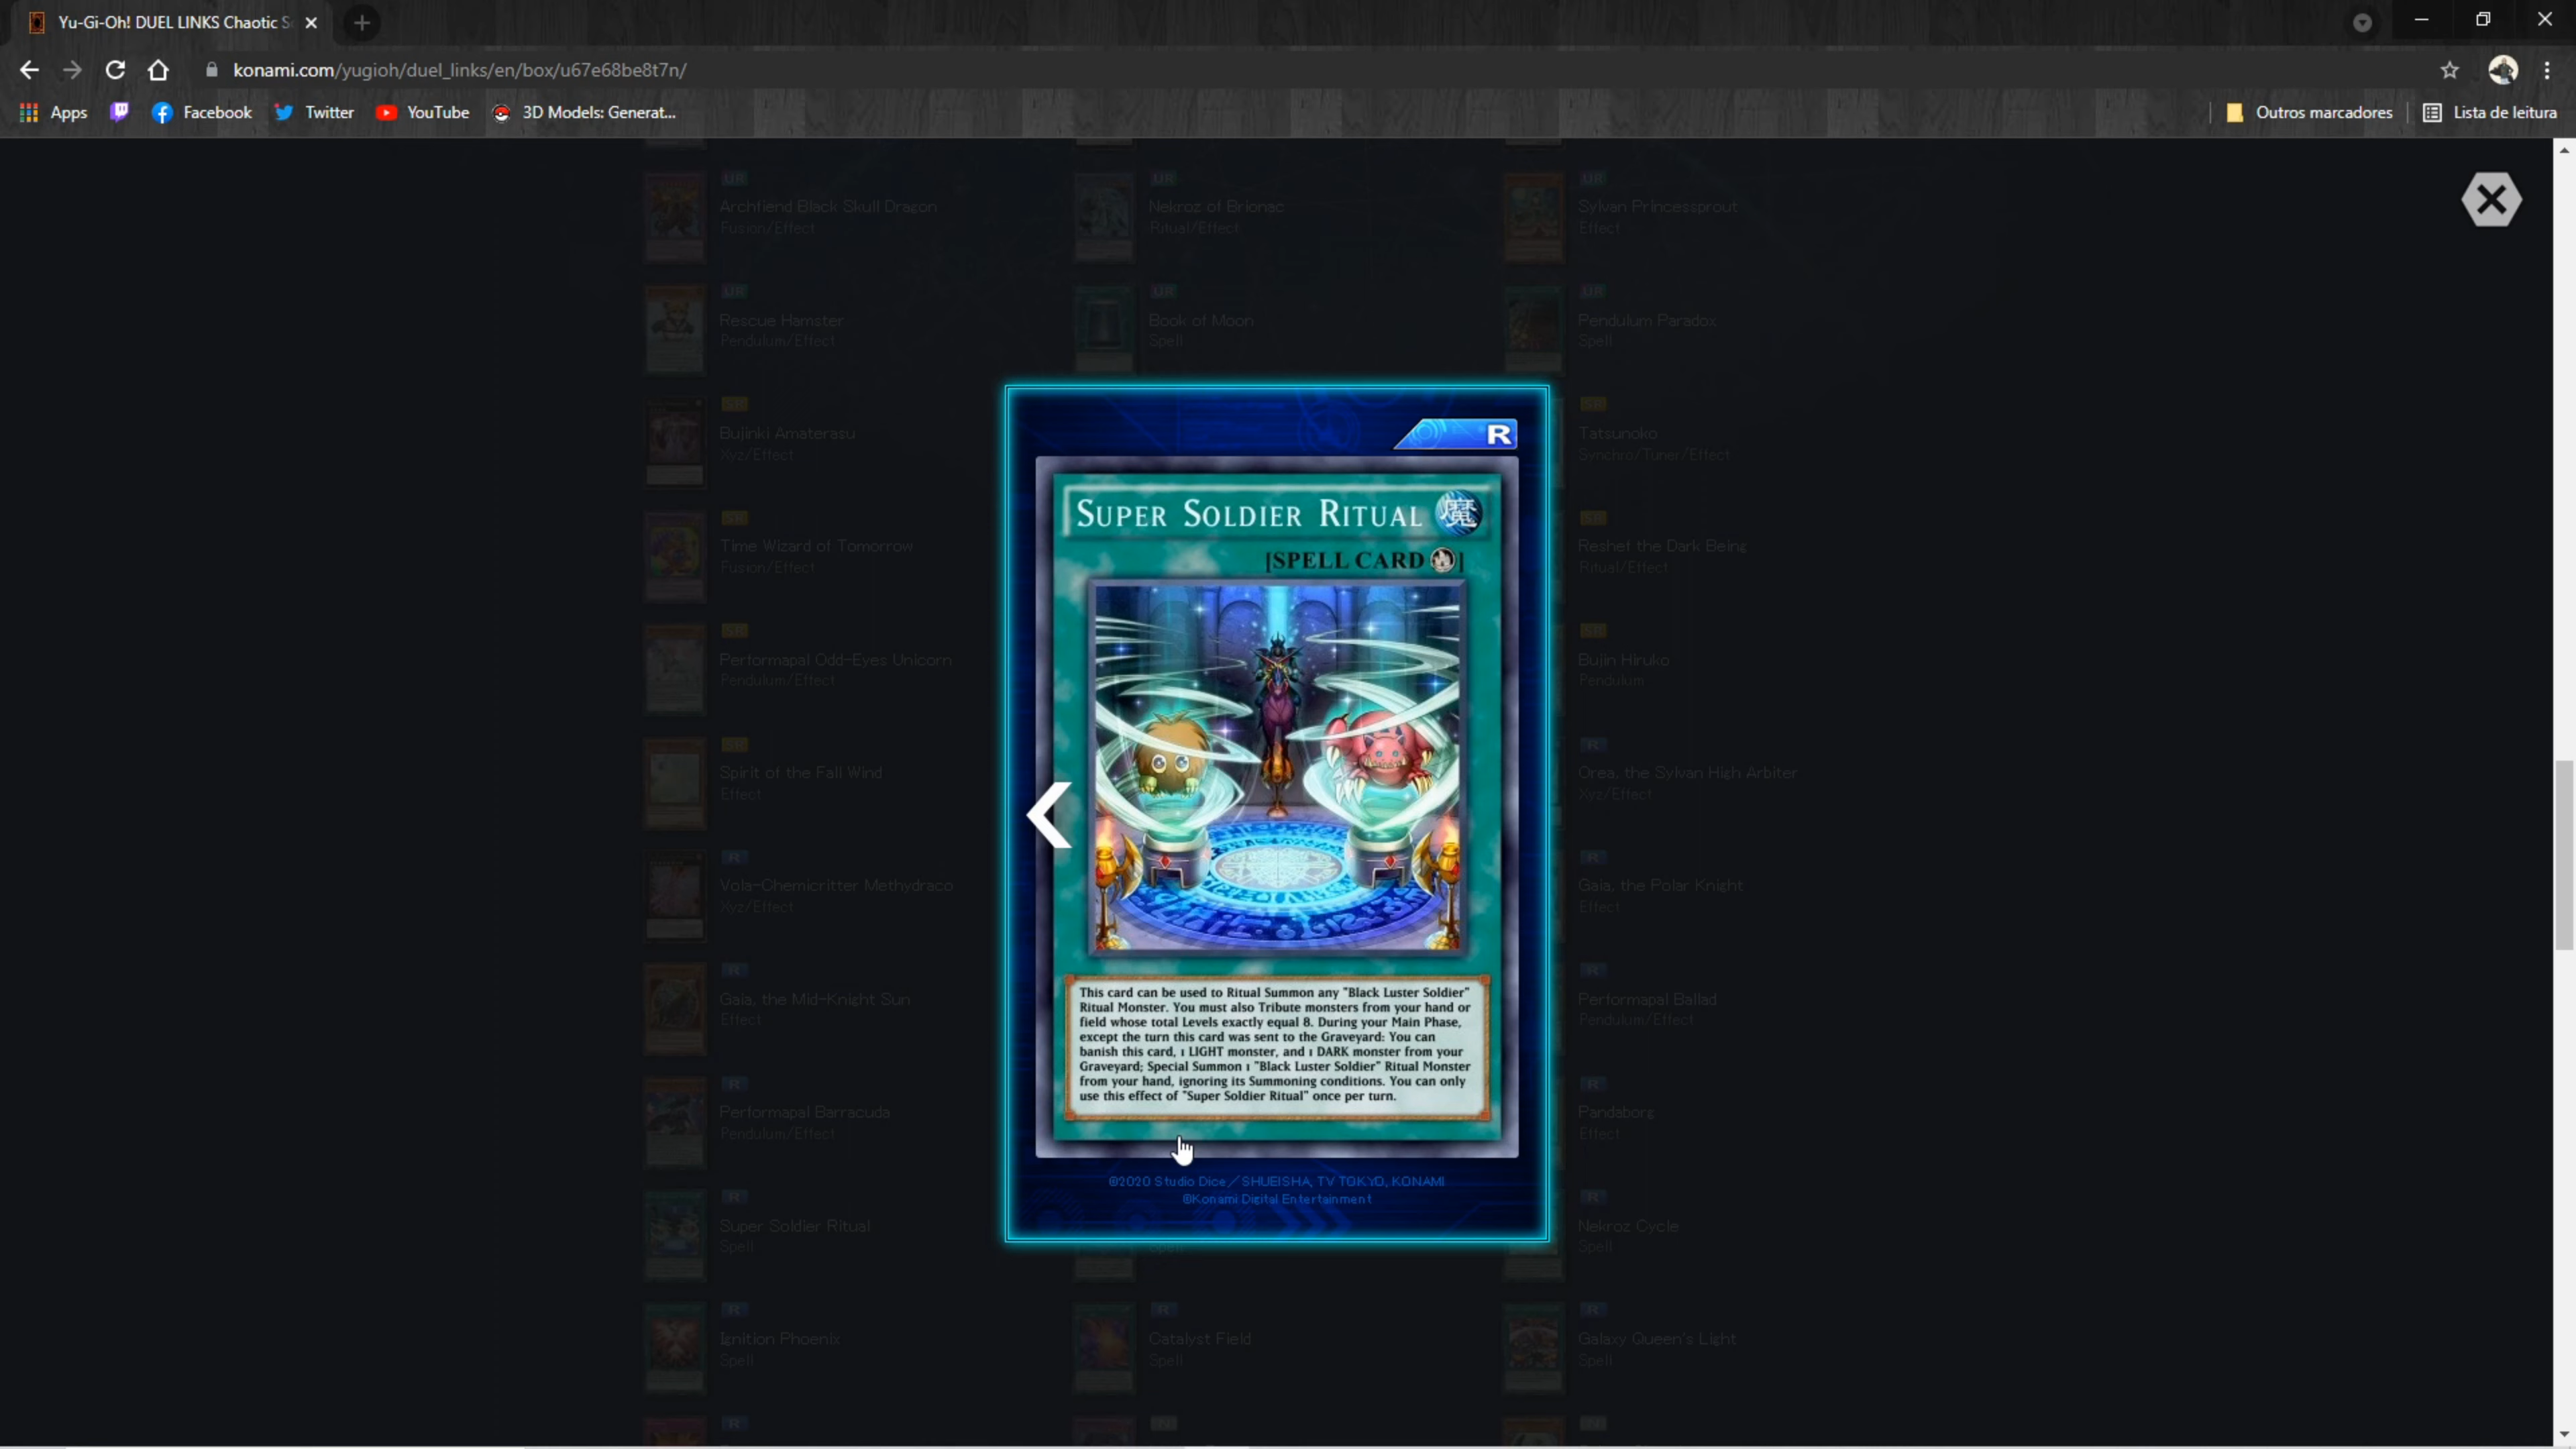 Yu-Gi-Oh! DUEL LINKS Chaotic S
konami.com/yugioh/duel_links/en/box/u67e68be8t7n/
Apps
Facebook
Twitter
YouTube
3D Models: Generat...
Outros marcadores
Lista de leitura
UR
Archfiend Black Skull Dragon
Fusion/Effect
UR
Nekroz of Brionac
Ritual/Effect
UR
Sylvan Princessprout
Effect
UR
Rescue Hamster
Pendulum/Effect
UR
Book of Moon
Spell
UR
Pendulum Paradox
Spell
SR
Bujinki Amaterasu
Xyz/Effect
SR
Tatsunoko
Synchro/Tuner/Effect
SR
Time Wizard of Tomorrow
Fusion/Effect
SR
Reshef the Dark Being
Ritual/Effect
SR
Performapal Odd-Eyes Unicorn
Pendulum/Effect
SR
Bujin Hiruko
Pendulum
SR
Spirit of the Fall Wind
Effect
R
Orea, the Sylvan High Arbiter
Xyz/Effect
R
Vola-Chemicritter Methydraco
Xyz/Effect
R
Gaia, the Polar Knight
Effect
R
Gaia, the Mid-Knight Sun
Effect
R
Performapal Ballad
Pendulum/Effect
R
Performapal Barracuda
Pendulum/Effect
R
Pandaborg
Effect
R
Super Soldier Ritual
Spell
Spell
R
Nekroz Cycle
Spell
R
Ignition Phoenix
Spell
R
Catalyst Field
Spell
R
Galaxy Queen's Light
Spell
R
R
SUPER SOLDIER RITUAL 魔
[SPELL CARD]
This card can be used to Ritual Summon any "Black Luster Soldier"
Ritual Monster. You must also Tribute monsters from your hand or
field whose total Levels exactly equal 8. During your Main Phase,
except the turn this card was sent to the Graveyard: You can
banish this card, 1 LIGHT monster, and 1 DARK monster from your
Graveyard; Special Summon 1 "Black Luster Soldier" Ritual Monster
from your hand, ignoring its Summoning conditions. You can only
use this effect of "Super Soldier Ritual" once per turn.
©2020 Studio Dice／SHUEISHA, TV TOKYO, KONAMI
©Konami Digital Entertainment